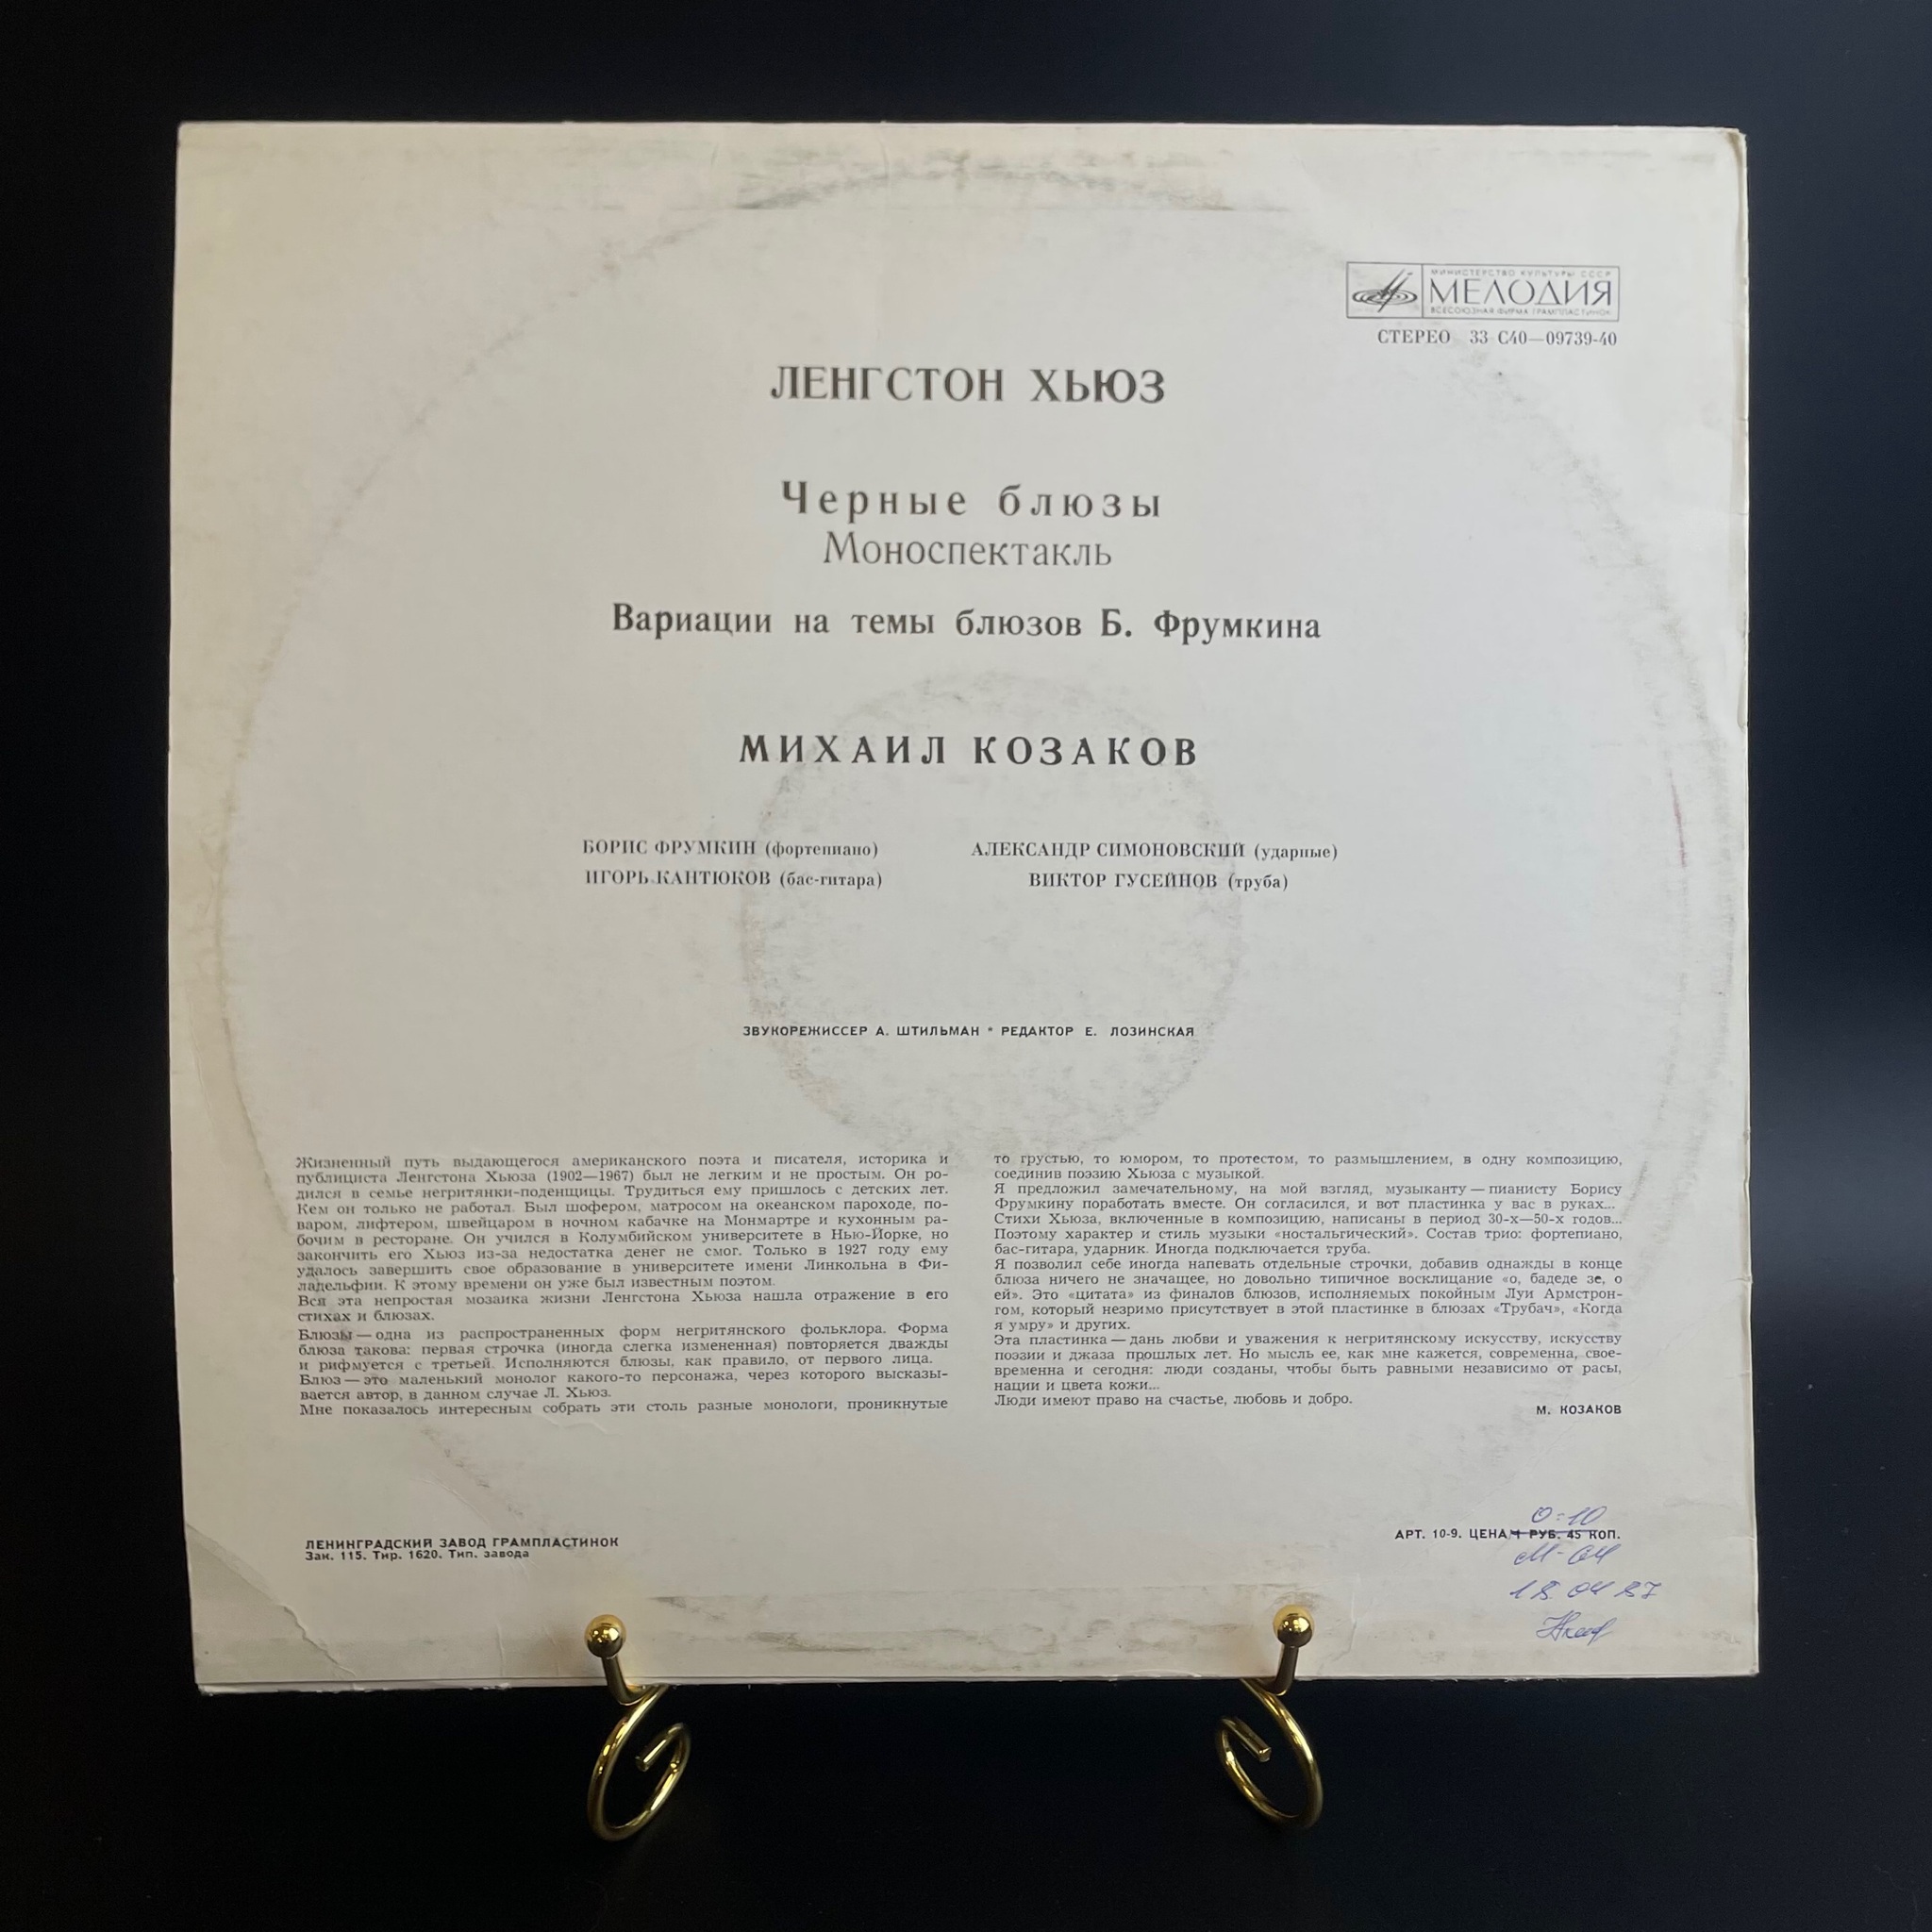 МИНИСТЕРСТВО КУЛЬТУРЫ СССР
МЕЛОДИЯ
ВСЕСОЮЗНАЯ ФИРМА ГРАМПЛАСТИНОК
СТЕРЕО 33 С40—09739-40
ЛЕНГСТОН ХЬЮЗ
Черные блюзы
Моноспектакль
Вариации на темы блюзов Б. Фрумкина
МИХАИЛ КОЗАКОВ
БОРИС ФРУМКИН (фортепиано)
ИГОРЬ КАНТЮКОВ (бас-гитара)
АЛЕКСАНДР СИМОНОВСКИЙ (ударные)
ВИКТОР ГУСЕЙНОВ (труба)
ЗВУКОРЕЖИССЕР А. ШТИЛЬМАН * РЕДАКТОР Е. ЛОЗИНСКАЯ
Жизненный путь выдающегося американского поэта и писателя, историка и
публициста Ленгстона Хьюза (1902—1967) был не легким и не простым. Он ро-
дился в семье негритянки-поденщицы. Трудиться ему пришлось с детских лет.
Кем он только не работал. Был шофером, матросом на океанском пароходе, по-
варом, лифтером, швейцаром в ночном кабачке на Монмартре и кухонным ра-
бочим в ресторане. Он учился в Колумбийском университете в Нью-Йорке, но
закончить его Хьюз из-за недостатка денег не смог. Только в 1927 году ему
удалось завершить свое образование в университете имени Линкольна в Фи-
ладельфии. К этому времени он уже был известным поэтом.
Вся эта непростая мозаика жизни Ленгстона Хьюза нашла отражение в его
стихах и блюзах.
Блюзы — одна из распространенных форм негритянского фольклора. Форма
блюза такова: первая строчка (иногда слегка измененная) повторяется дважды
и рифмуется с третьей. Исполняются блюзы, как правило, от первого лица.
Блюз — это маленький монолог какого-то персонажа, через которого высказы-
вается автор, в данном случае Л. Хьюз.
Мне показалось интересным собрать эти столь разные монологи, проникнутые
то грустью, то юмором, то протестом, то размышлением, в одну композицию,
соединив поэзию Хьюза с музыкой.
Я предложил замечательному, на мой взгляд, музыканту — пианисту Борису
Фрумкину поработать вместе. Он согласился, и вот пластинка у вас в руках...
Стихи Хьюза, включенные в композицию, написаны в период 30-х—50-х годов...
Поэтому характер и стиль музыки «ностальгический». Состав трио: фортепиано,
бас-гитара, ударник. Иногда подключается труба.
Я позволил себе иногда напевать отдельные строчки, добавив однажды в конце
блюза ничего не значащее, но довольно типичное восклицание «о, бадеде зе, о
ей». Это «цитата» из финалов блюзов, исполняемых покойным Луи Армстрон-
гом, который незримо присутствует в этой пластинке в блюзах «Трубач», «Когда
я умру» и других.
Эта пластинка — дань любви и уважения к негритянскому искусству, искусству
поэзии и джаза прошлых лет. Но мысль ее, как мне кажется, современна, свое-
временна и сегодня: люди созданы, чтобы быть равными независимо от расы,
нации и цвета кожи...
Люди имеют право на счастье, любовь и добро.
М. КОЗАКОВ
ЛЕНИНГРАДСКИЙ ЗАВОД ГРАМПЛАСТИНОК
Зак. 115. Тир. 1620. Тип. завода
0=10
АРТ. 10-9. ЦЕНА 1 РУБ. 45 КОП.